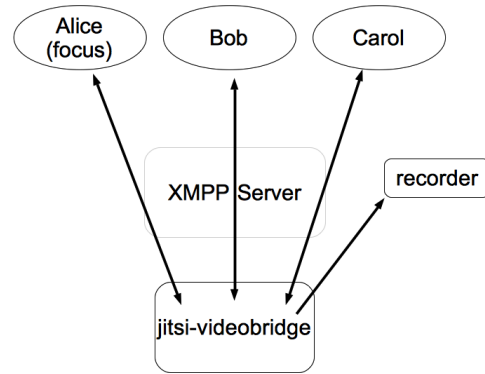 Alice
(focus)
Bob
Carol
XMPP Server
recorder
jitsi-videobridge